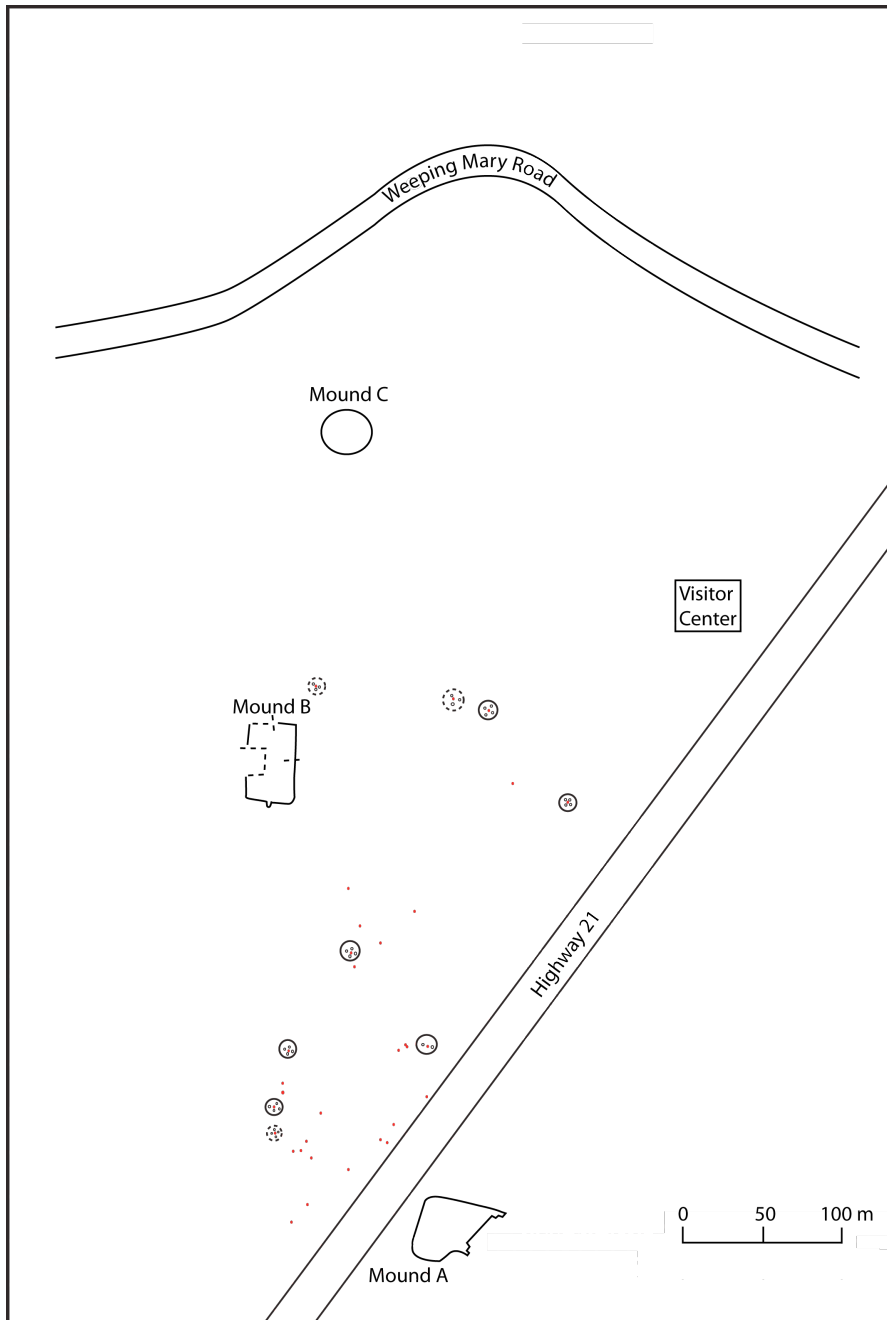 Weeping Mary Road
Mound C
Visitor
Center
Mound B
Highway 21
0 50 100 m
Mound A